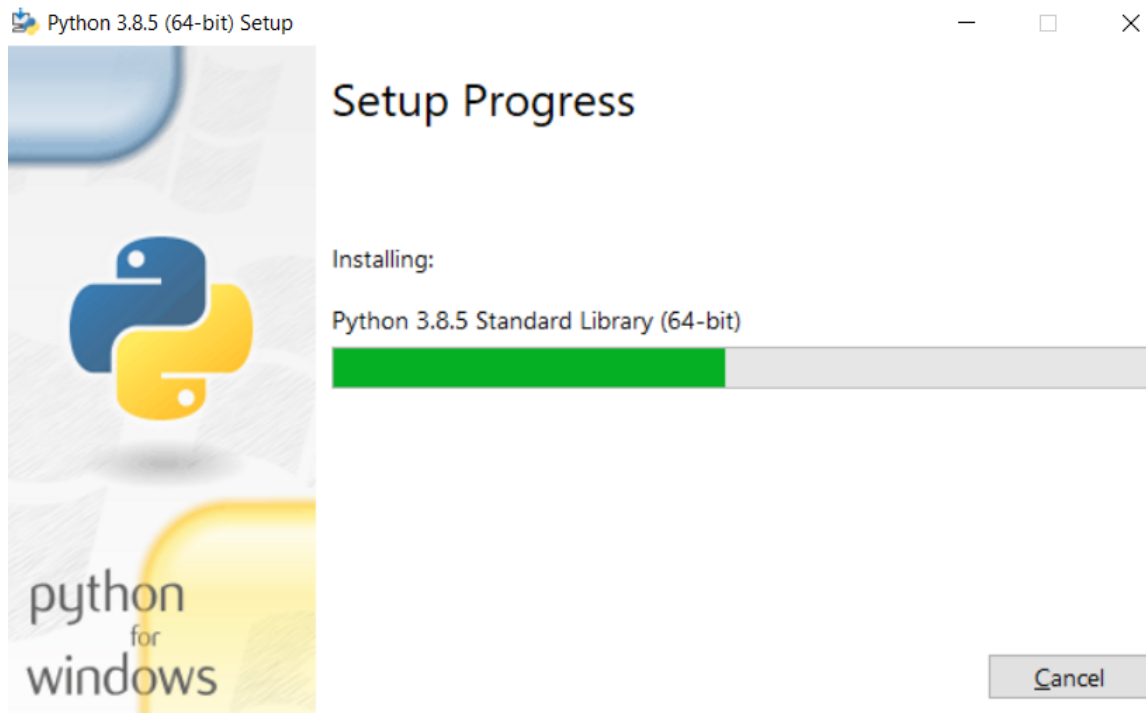 Python 3.8.5 (64-bit) Setup
Setup Progress
Installing:
Python 3.8.5 Standard Library (64-bit)
python
for
windows
Cancel